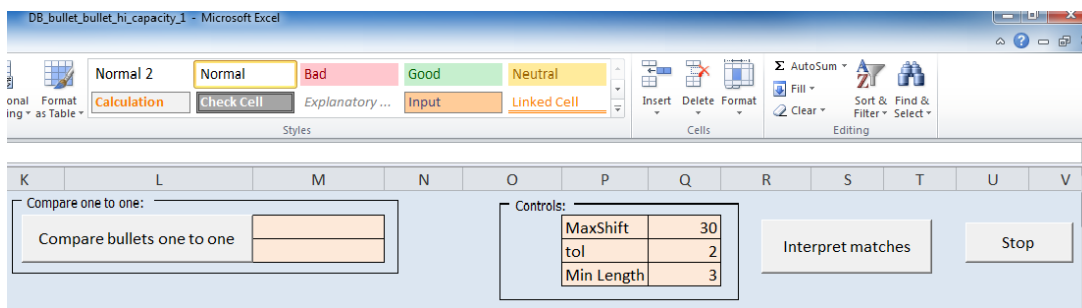 DB_bullet_bullet_hi_capacity_1 - Microsoft Excel
Normal 2 Normal Bad Good Neutral
Calculation Check Cell Explanatory ... Input Linked Cell
Styles
onal Format
ing as Table
Insert Delete Format
Cells
Σ AutoSum
Fill
Clear
Sort & Find &
Filter Select
Editing
K L M N O P Q R S T U V
Compare one to one:
Compare bullets one to one
Controls:
MaxShift 30
tol 2
Min Length 3
Interpret matches
Stop